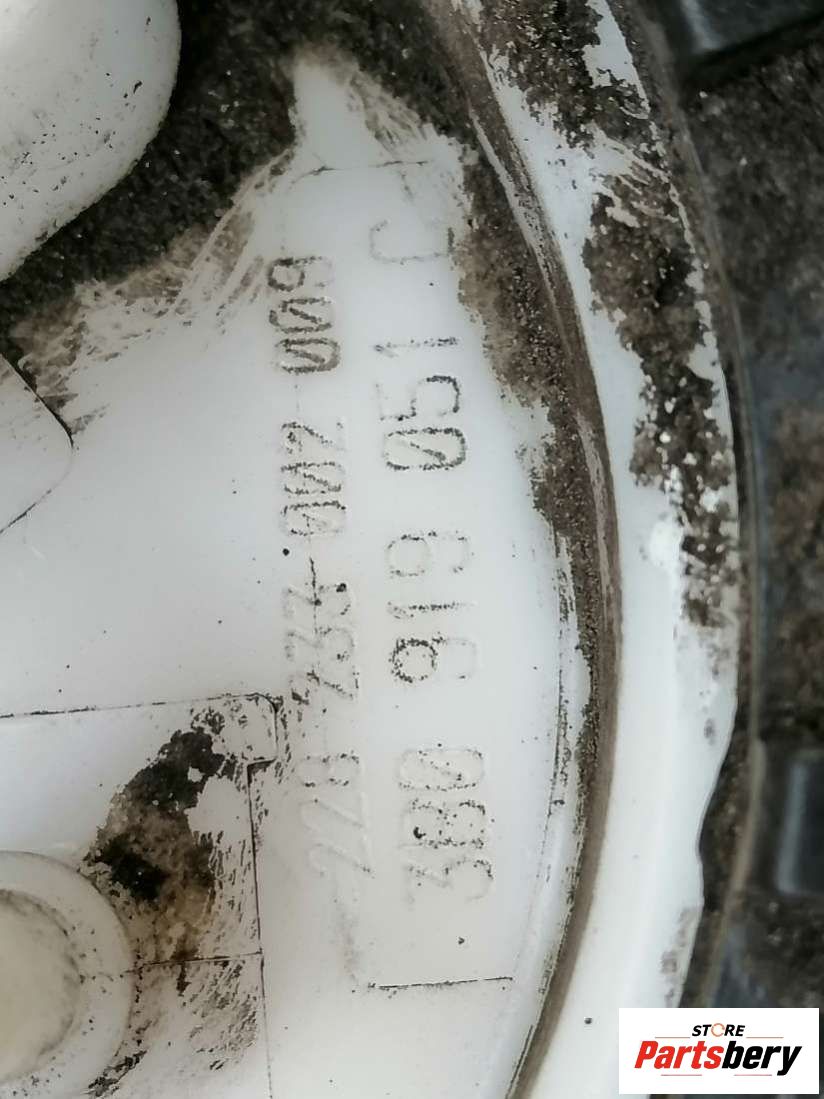 228-233-002-009
3B0 919 051 C
STORE
Partsbery